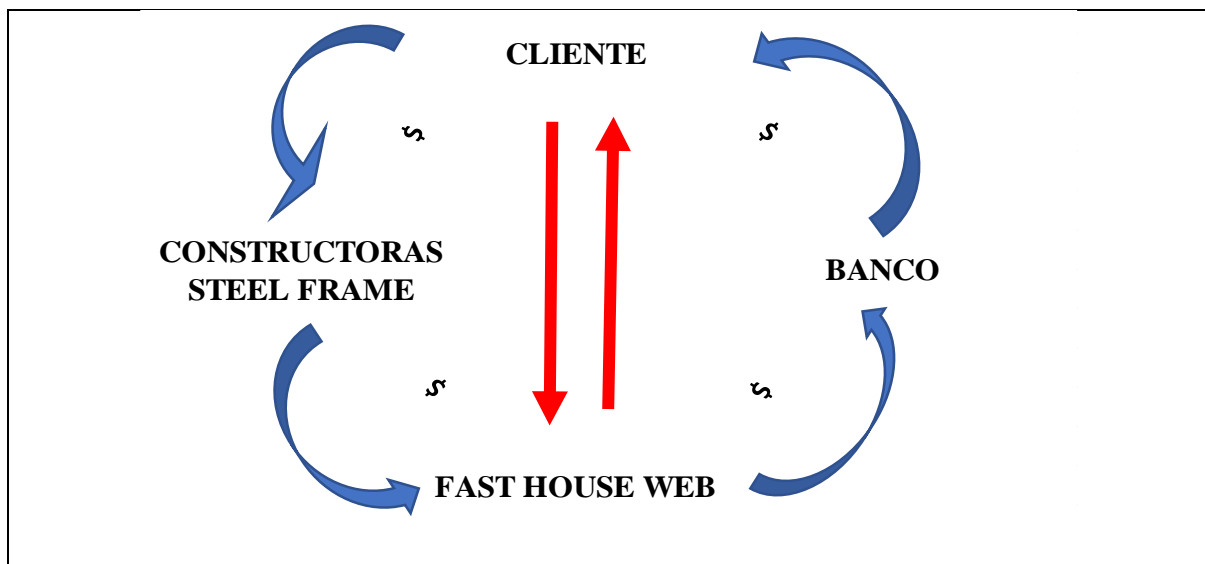 CLIENTE
$
$
CONSTRUCTORAS
STEEL FRAME
BANCO
$
$
FAST HOUSE WEB